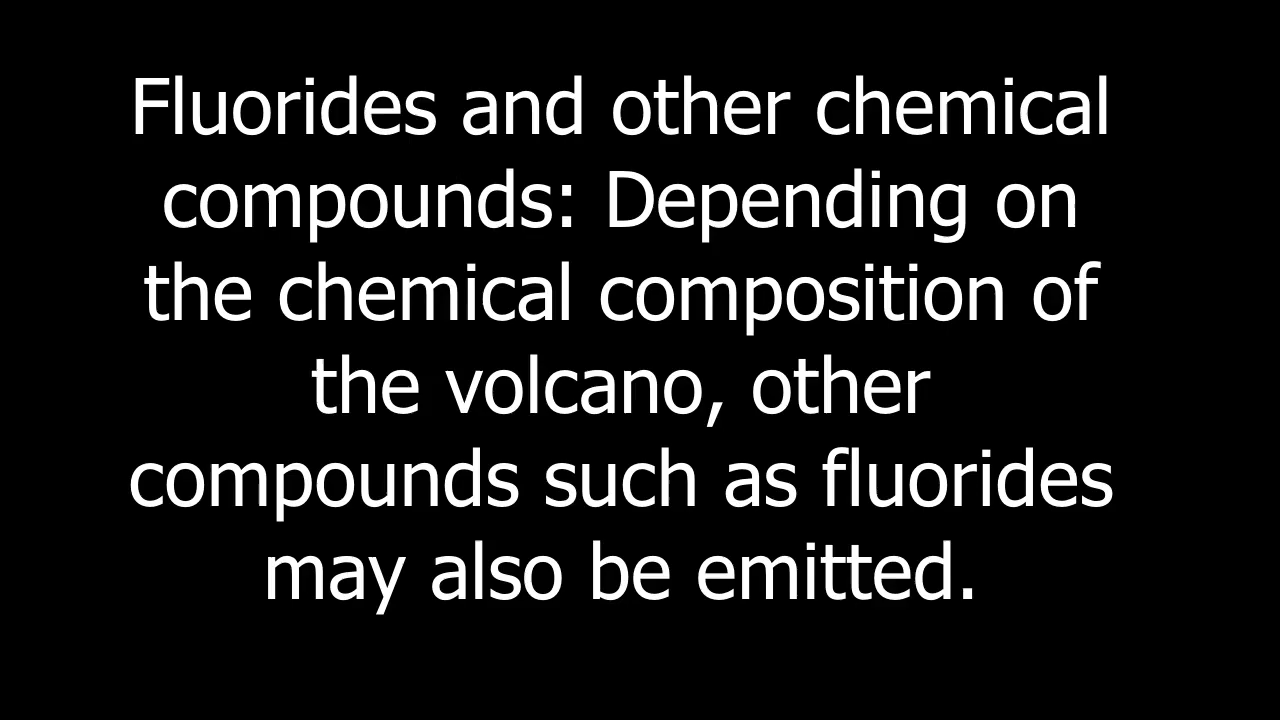 Fluorides and other chemical
compounds: Depending on
the chemical composition of
the volcano, other
compounds such as fluorides
may also be emitted.